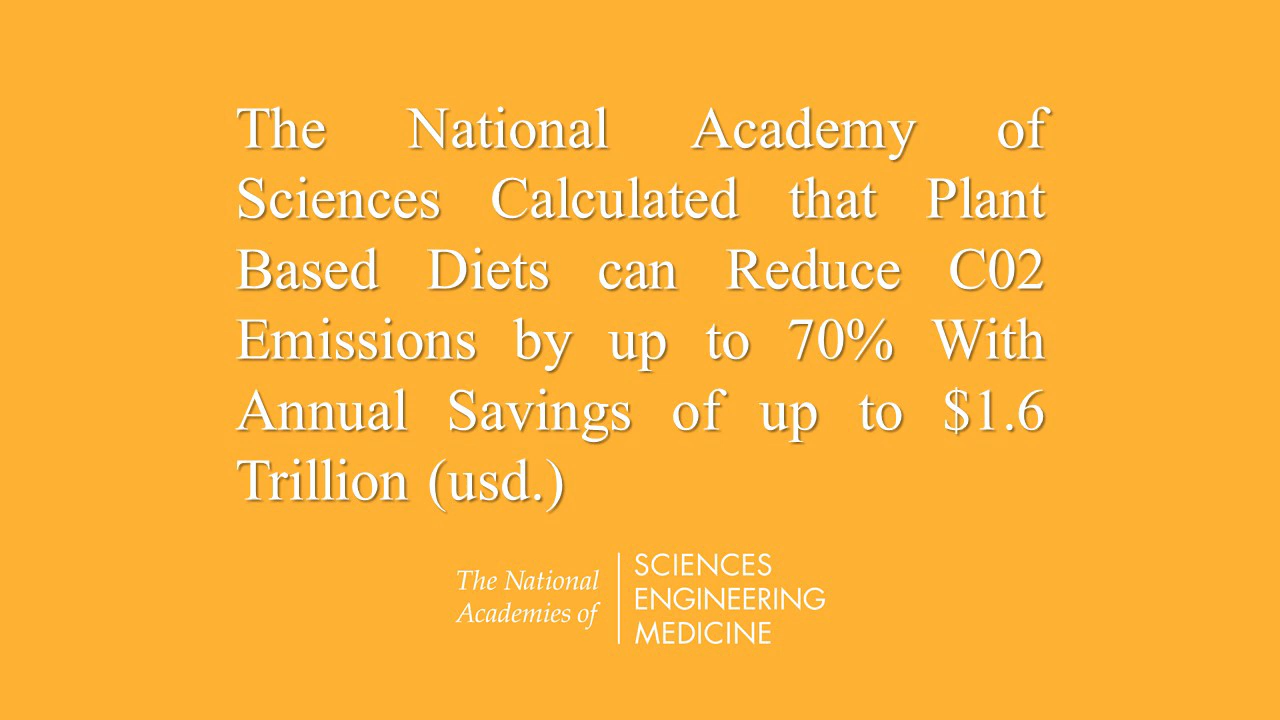 The National Academy of
Sciences Calculated that Plant
Based Diets can Reduce C02
Emissions by up to 70% With
Annual Savings of up to $1.6
Trillion (usd.)
The National
Academies of
SCIENCES
ENGINEERING
MEDICINE